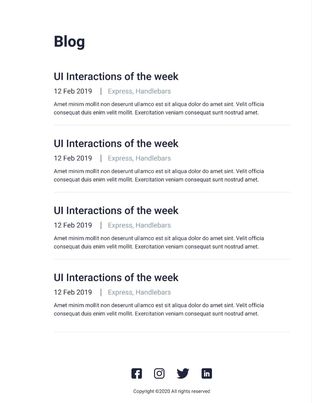 Blog
UI Interactions of the week
12 Feb 2019 | Express, Handlebars
Amet minim mollit non deserunt ullamco est sit aliqua dolor do amet sint. Velit officia
consequat duis enim velit mollit. Exercitation veniam consequat sunt nostrud amet.
UI Interactions of the week
12 Feb 2019 | Express, Handlebars
Amet minim mollit non deserunt ullamco est sit aliqua dolor do amet sint. Velit officia
consequat duis enim velit mollit. Exercitation veniam consequat sunt nostrud amet.
UI Interactions of the week
12 Feb 2019 | Express, Handlebars
Amet minim mollit non deserunt ullamco est sit aliqua dolor do amet sint. Velit officia
consequat duis enim velit mollit. Exercitation veniam consequat sunt nostrud amet.
UI Interactions of the week
12 Feb 2019 | Express, Handlebars
Amet minim mollit non deserunt ullamco est sit aliqua dolor do amet sint. Velit officia
consequat duis enim velit mollit. Exercitation veniam consequat sunt nostrud amet.
Copyright ©2020 All rights reserved